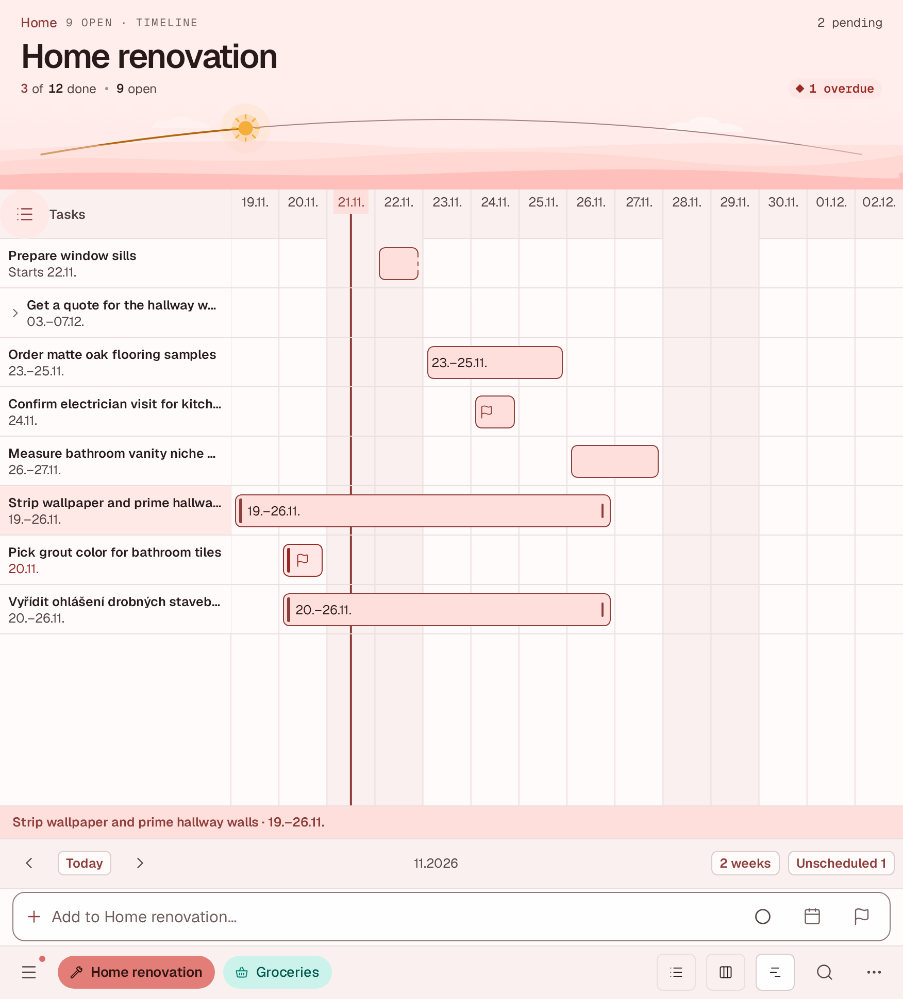 Home 9 OPEN · TIMELINE
2 pending
Home renovation
3 of 12 done • 9 open
◆ 1 overdue
Tasks
19.11. 20.11. 21.11. 22.11. 23.11. 24.11. 25.11. 26.11. 27.11. 28.11. 29.11. 30.11. 01.12. 02.12.
Prepare window sills
Starts 22.11.
Get a quote for the hallway w…
03.–07.12.
Order matte oak flooring samples
23.–25.11.
23.–25.11.
Confirm electrician visit for kitch…
24.11.
Measure bathroom vanity niche …
26.–27.11.
Strip wallpaper and prime hallwa…
19.–26.11.
19.–26.11.
Pick grout color for bathroom tiles
20.11.
Vyřídit ohlášení drobných staveb…
20.–26.11.
20.–26.11.
Strip wallpaper and prime hallway walls · 19.–26.11.
Today
11.2026
2 weeks
Unscheduled 1
Add to Home renovation…
Home renovation
Groceries